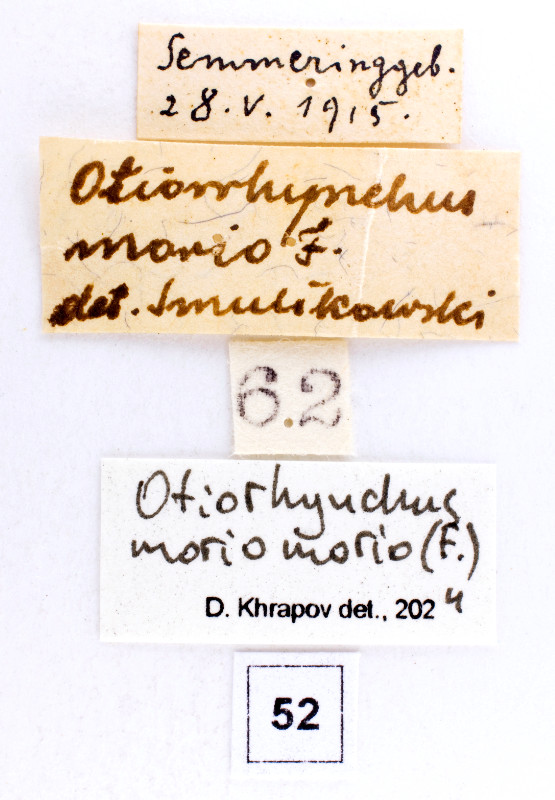 Semmeringgeb.
28.V.1915.
Otiorrhynchus
morio F.
det. Smulikowski
62
Otiorhynchus
morio morio (F.)
D. Khrapov det., 2024
52